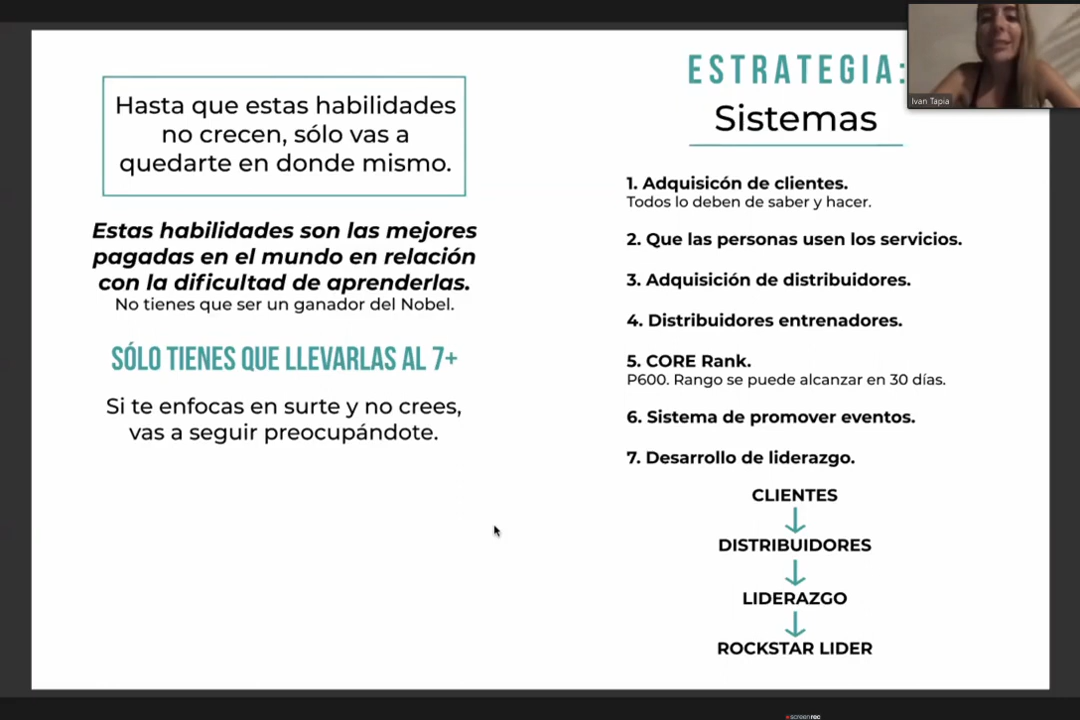 Hasta que estas habilidades
no crecen, sólo vas a
quedarte en donde mismo.
Estas habilidades son las mejores
pagadas en el mundo en relación
con la dificultad de aprenderlas.
No tienes que ser un ganador del Nobel.
SÓLO TIENES QUE LLEVARLAS AL 7+
Si te enfocas en surte y no crees,
vas a seguir preocupándote.
ESTRATEGIA:
Sistemas
1. Adquisicón de clientes.
Todos lo deben de saber y hacer.
2. Que las personas usen los servicios.
3. Adquisición de distribuidores.
4. Distribuidores entrenadores.
5. CORE Rank.
P600. Rango se puede alcanzar en 30 días.
6. Sistema de promover eventos.
7. Desarrollo de liderazgo.
CLIENTES
DISTRIBUIDORES
LIDERAZGO
ROCKSTAR LIDER
Ivan Tapia
screenrec